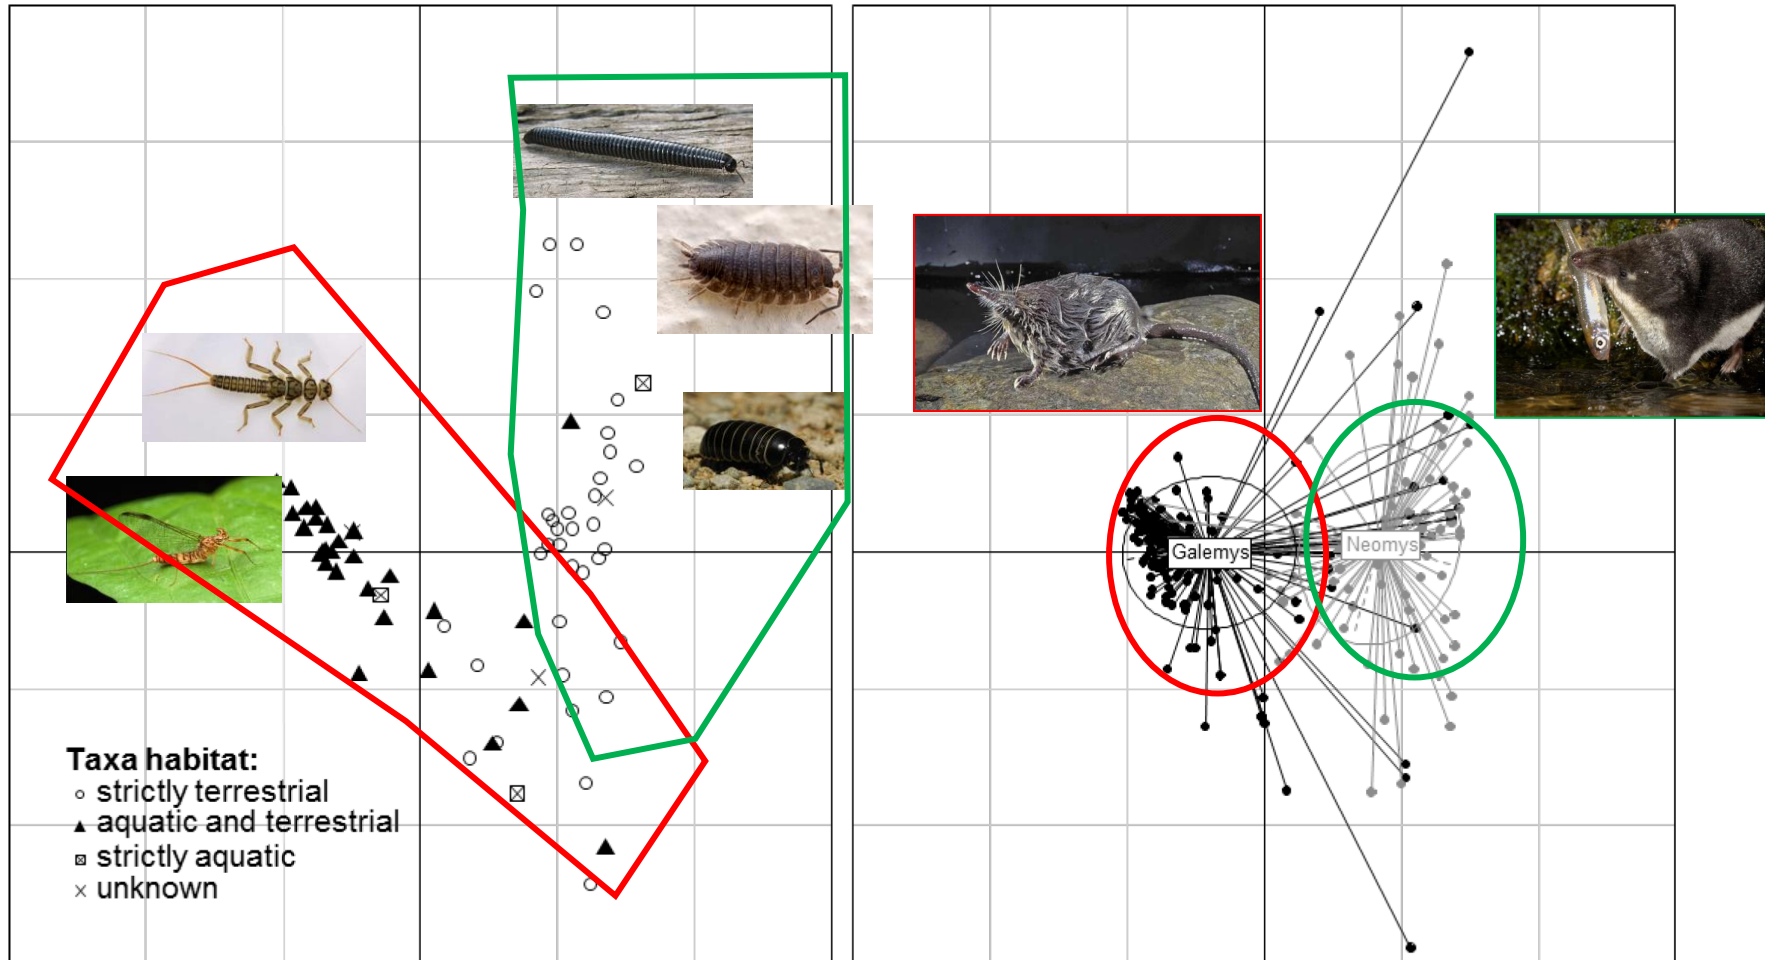 Galemys
Neomys
Taxa habitat:
strictly terrestrial
aquatic and terrestrial
strictly aquatic
unknown